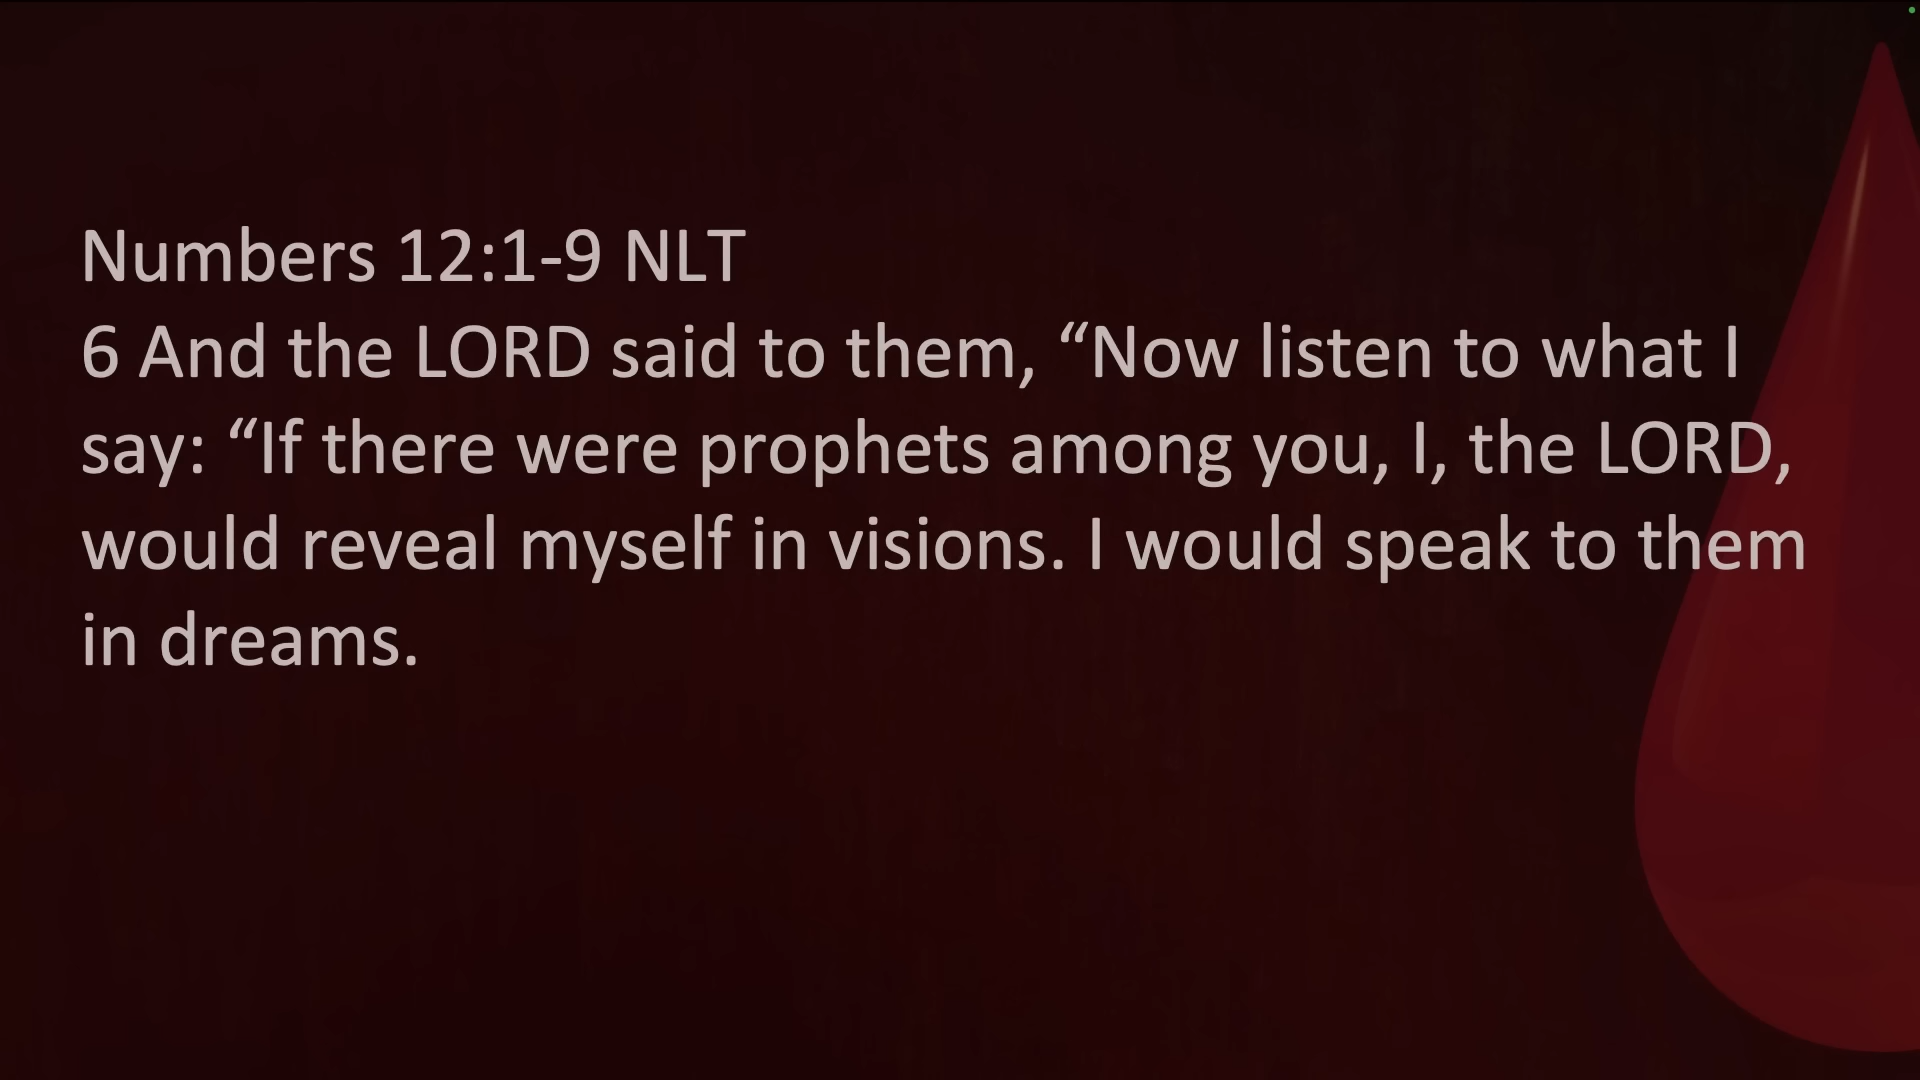 Numbers 12:1-9 NLT
6 And the LORD said to them, “Now listen to what I
say: “If there were prophets among you, I, the LORD,
would reveal myself in visions. I would speak to them
in dreams.